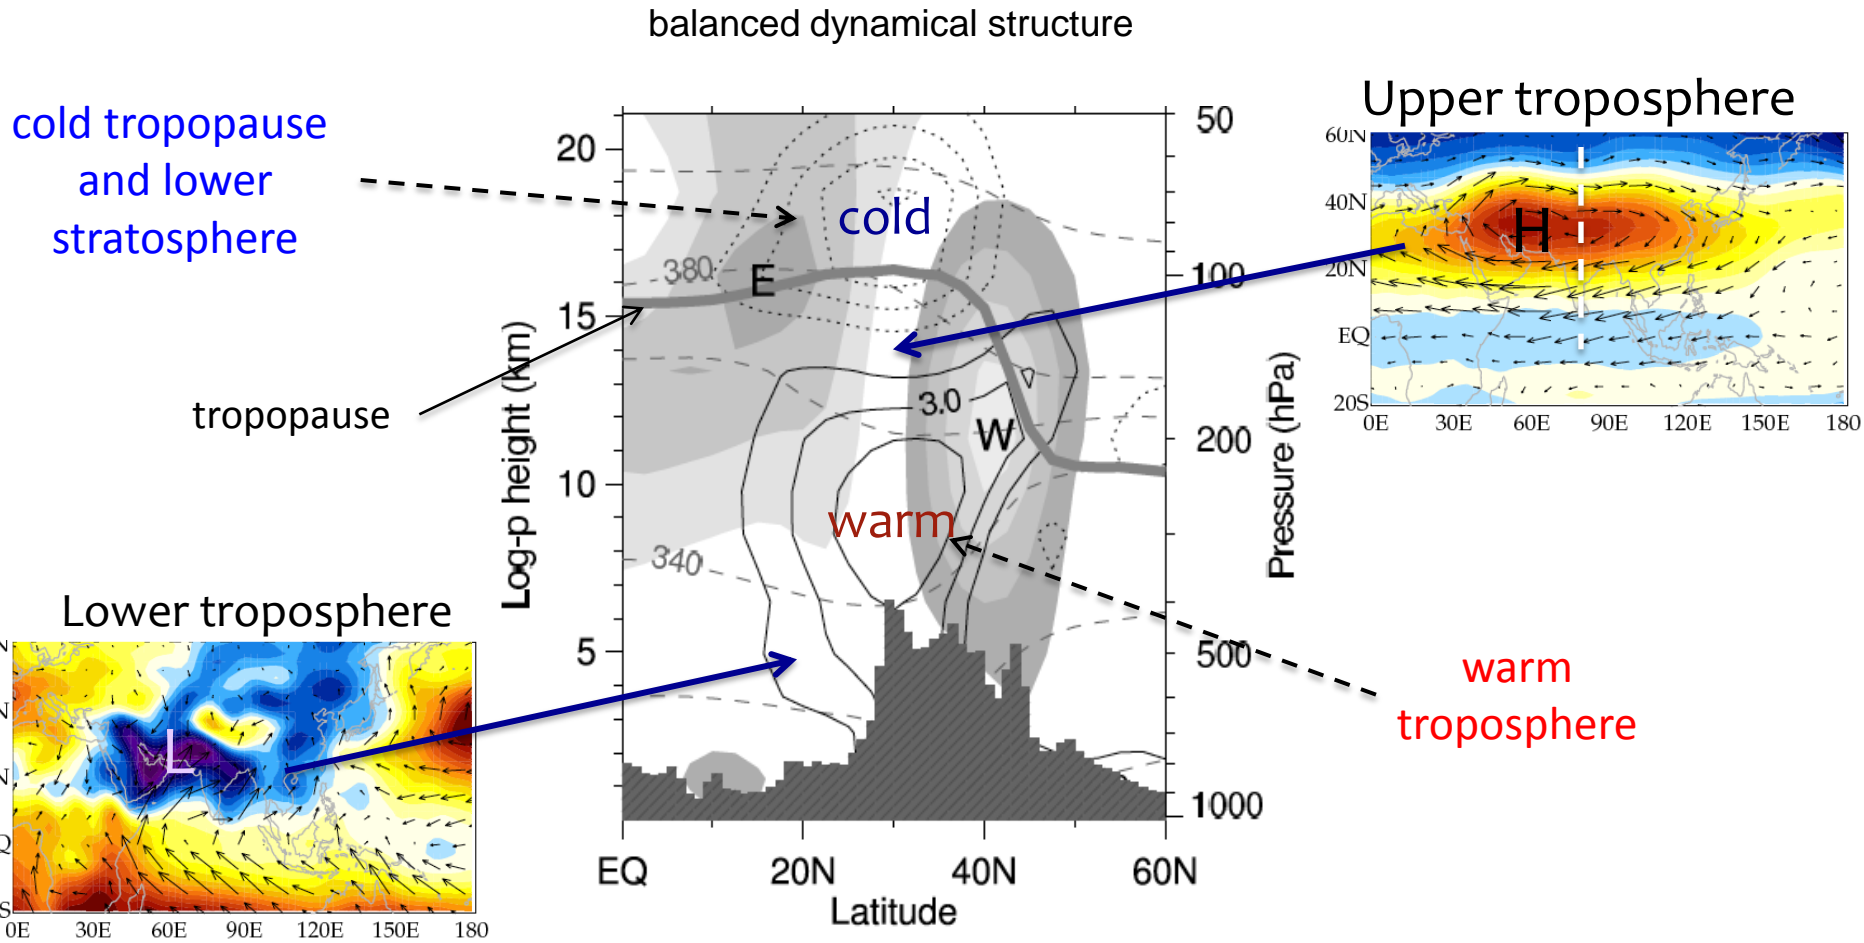 balanced dynamical structure
cold tropopause
and lower
stratosphere
tropopause
Lower troposphere
N
N
N
Q
S
L
0E 30E 60E 90E 120E 150E 180
Log-p height (km)
20
15
10
5
380
340
E
cold
3.0
W
warm
EQ 20N 40N 60N
Latitude
50
100
200
500
1000
Pressure (hPa)
Upper troposphere
60N
40N
20N
EQ
20S
H
0E 30E 60E 90E 120E 150E 180
warm
troposphere